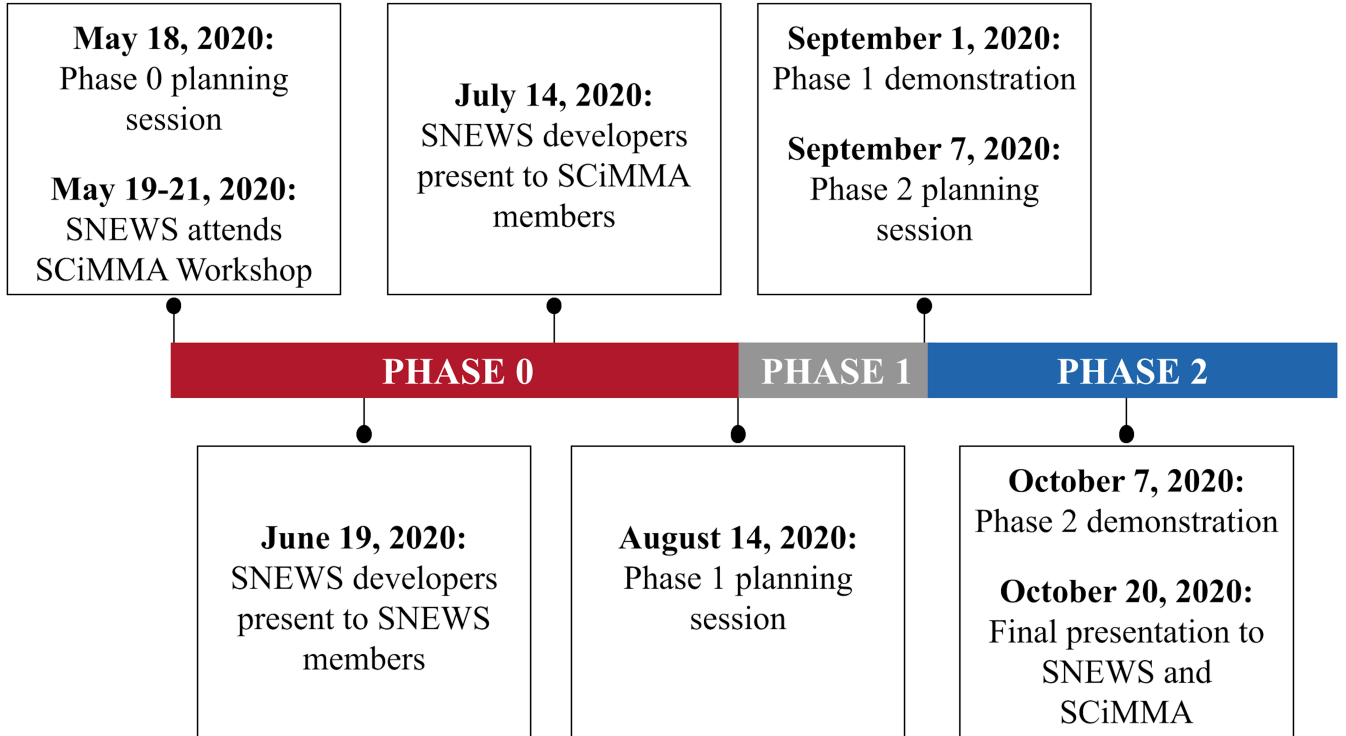 May 18, 2020:
Phase 0 planning
session
May 19-21, 2020:
SNEWS attends
SCiMMA Workshop
July 14, 2020:
SNEWS developers
present to SCiMMA
members
September 1, 2020:
Phase 1 demonstration
September 7, 2020:
Phase 2 planning
session
PHASE 0
PHASE 1
PHASE 2
June 19, 2020:
SNEWS developers
present to SNEWS
members
August 14, 2020:
Phase 1 planning
session
October 7, 2020:
Phase 2 demonstration
October 20, 2020:
Final presentation to
SNEWS and
SCiMMA